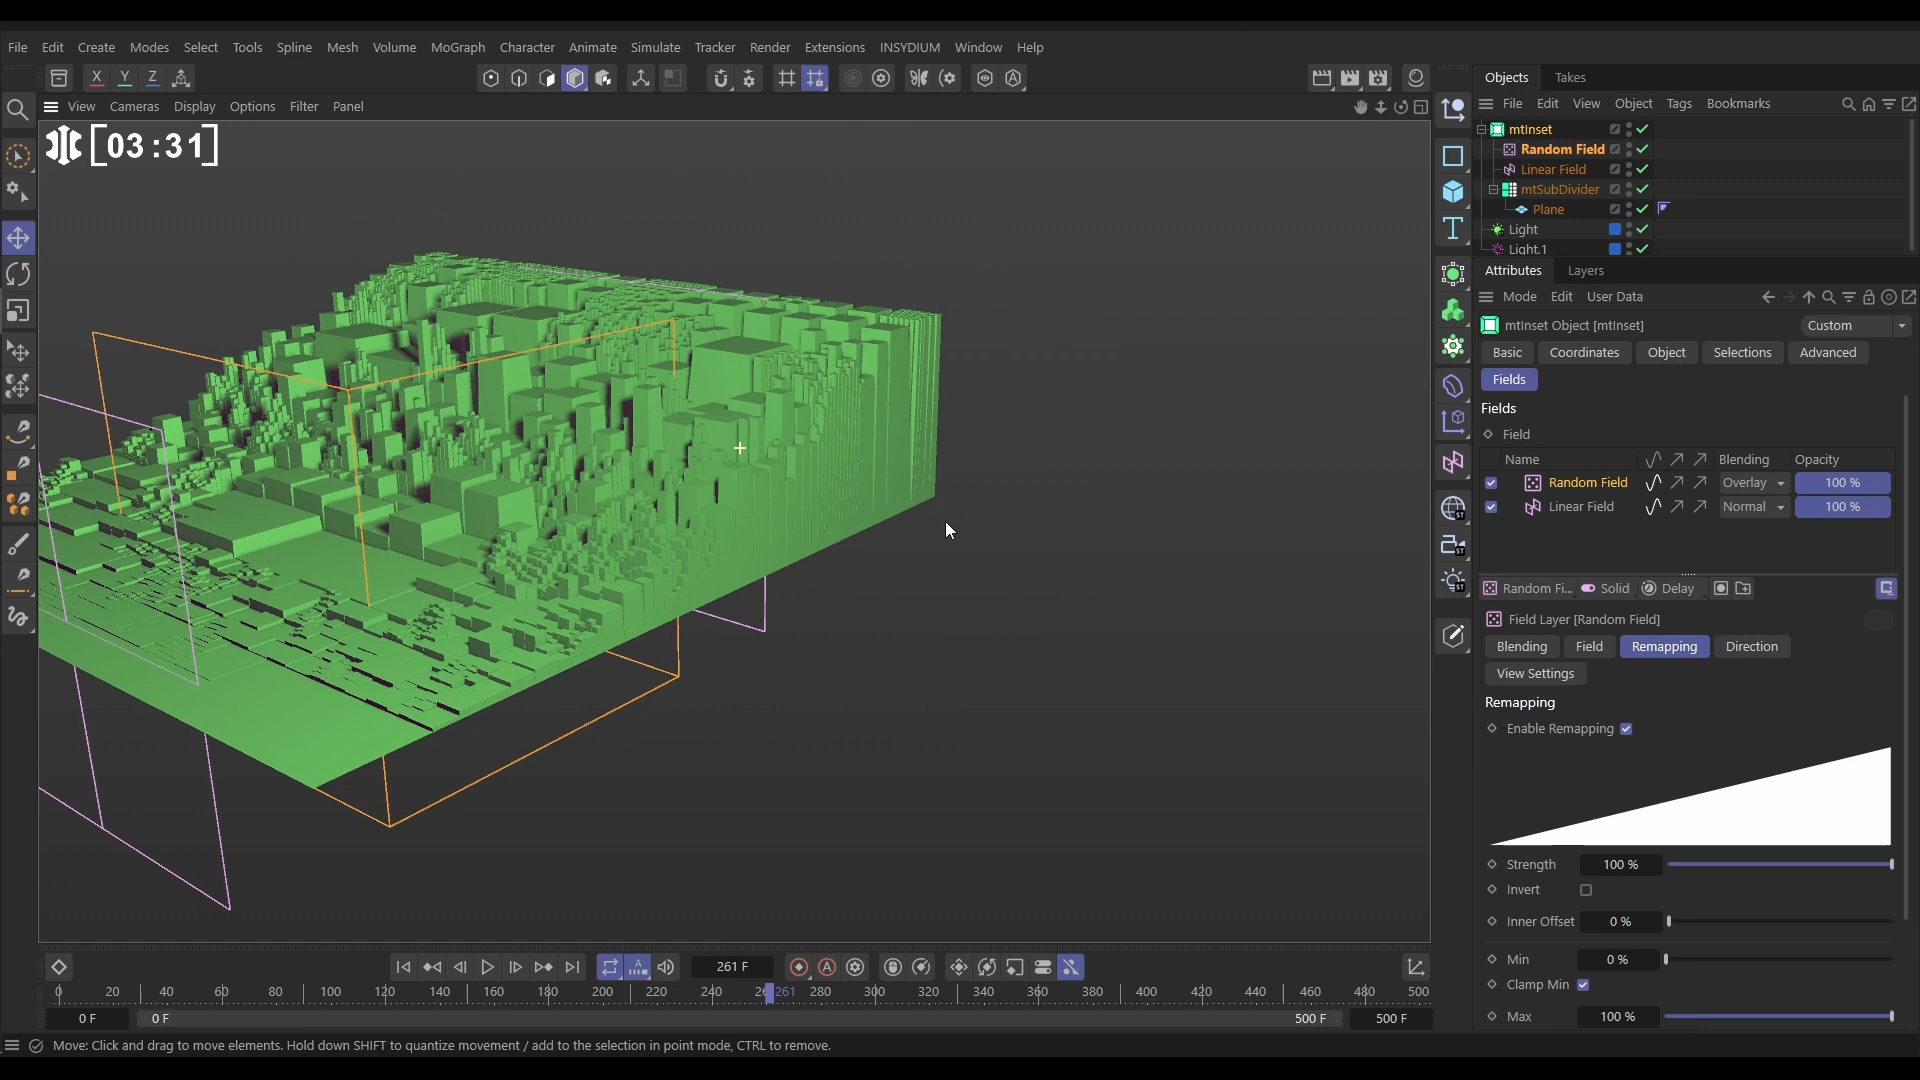 File Edit Create Modes Select Tools Spline Mesh Volume MoGraph Character Animate Simulate Tracker Render Extensions INSYDIUM Window Help
X Y Z
Objects Takes
View Cameras Display Options Filter Panel
File Edit View Object Tags Bookmarks
[03:31]
mtInset
Random Field
Linear Field
mtSubDivider
Plane
Light
Light.1
Attributes Layers
Mode Edit User Data
mtInset Object [mtInset] Custom
Basic Coordinates Object Selections Advanced
Fields
Fields
Field
Name Blending Opacity
Random Field Overlay 100 %
Linear Field Normal 100 %
Random Fi... Solid Delay
Field Layer [Random Field]
Blending Field Remapping Direction
View Settings
Remapping
Enable Remapping
Strength 100 %
Invert
Inner Offset 0 %
Min 0 %
Clamp Min
Max 100 %
261 F
0 20 40 60 80 100 120 140 160 180 200 220 240 26 261 280 300 320 340 360 380 400 420 440 460 480 500
0 F 0 F 500 F 500 F
Move: Click and drag to move elements. Hold down SHIFT to quantize movement / add to the selection in point mode, CTRL to remove.